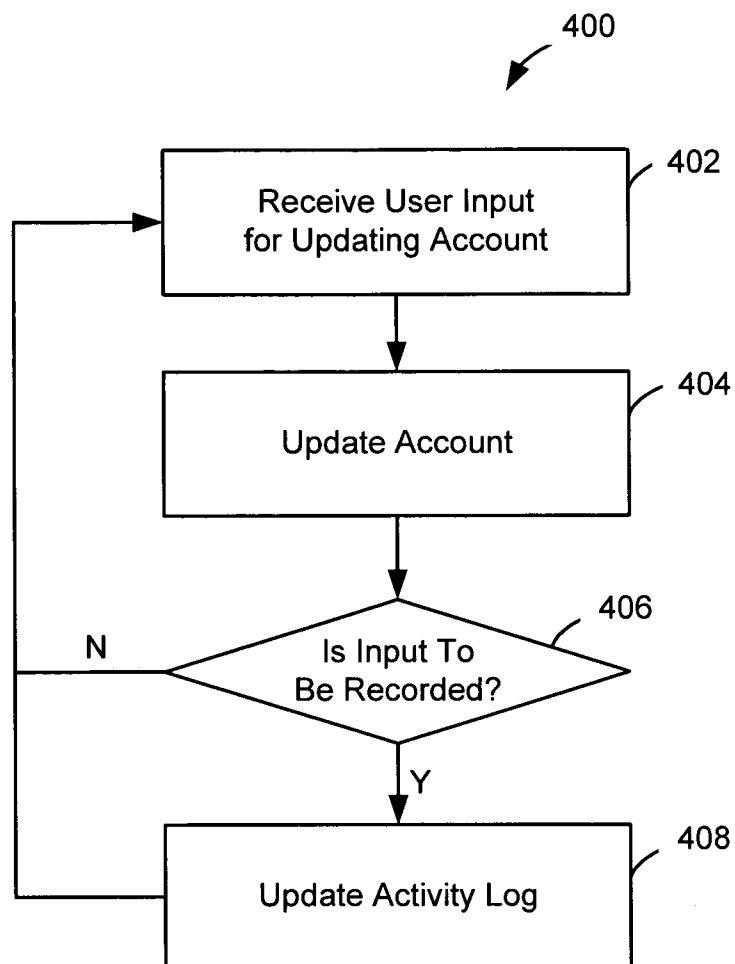 400
402
Receive User Input
for Updating Account
404
Update Account
406
Is Input To
Be Recorded?
N
Y
408
Update Activity Log